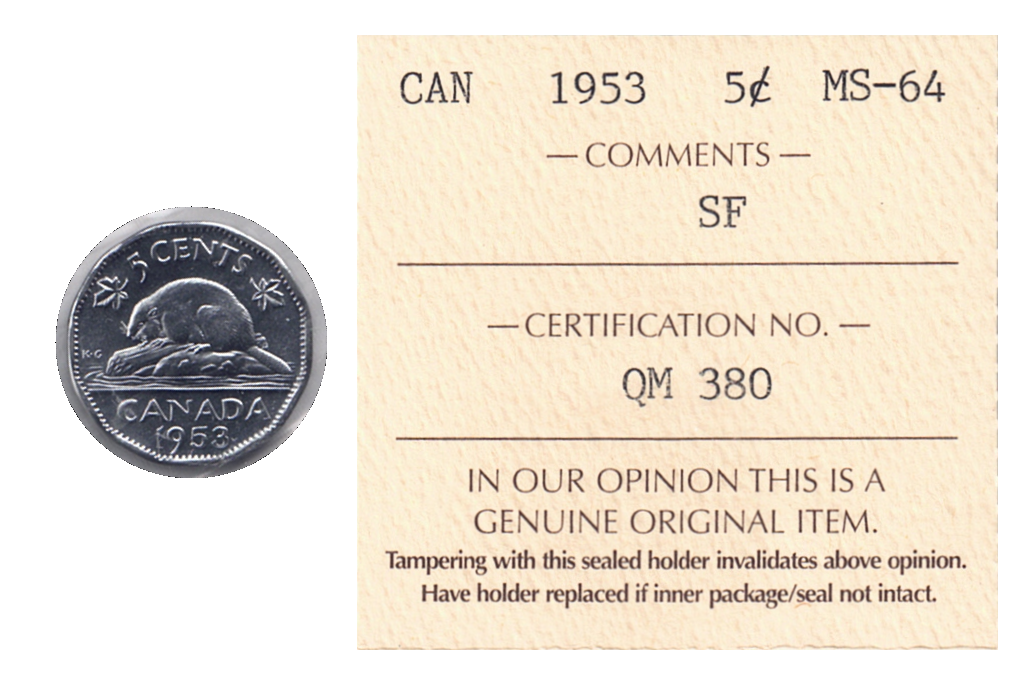 5 CENTS
K·G
CANADA
1953
CAN 1953 5¢ MS-64
— COMMENTS —
SF
— CERTIFICATION NO. —
QM 380
IN OUR OPINION THIS IS A
GENUINE ORIGINAL ITEM.
Tampering with this sealed holder invalidates above opinion.
Have holder replaced if inner package/seal not intact.